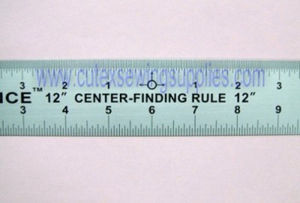 www.cutexsewingsupplies.com
3 2 1 1 2 3
ICE™ 12" CENTER-FINDING RULE 12"
3 4 5 6 7 8 9